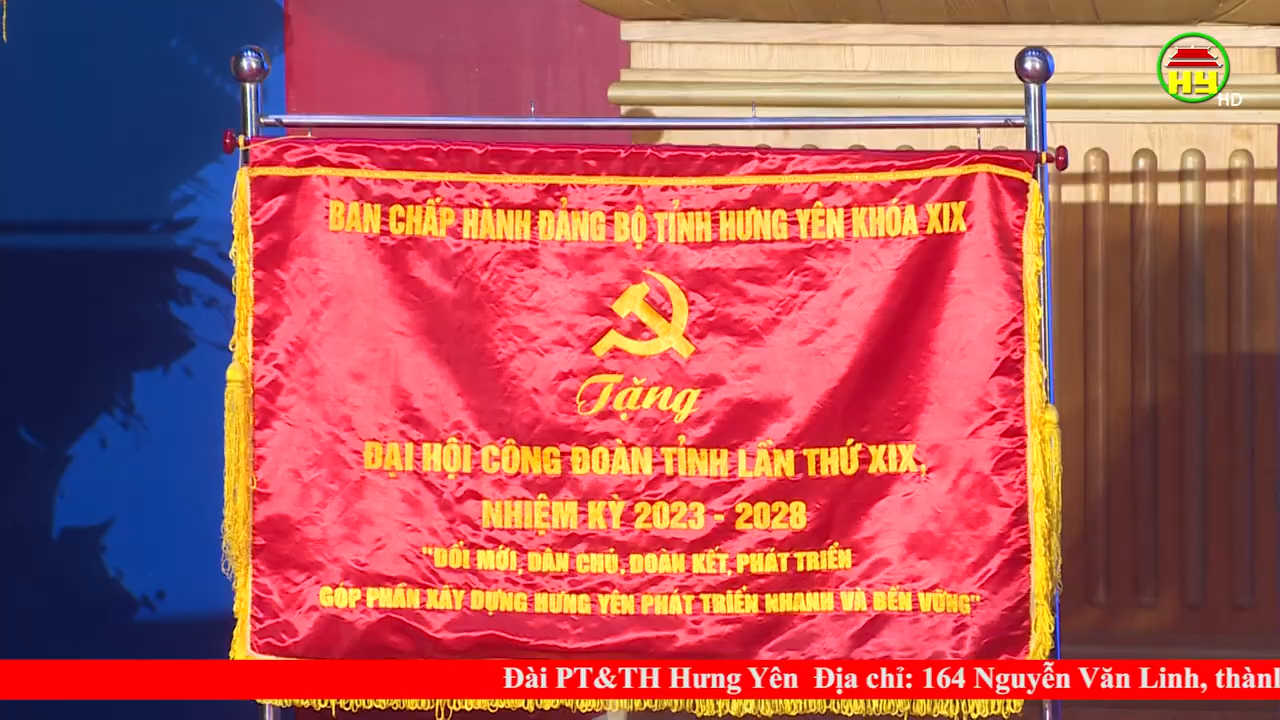 HY
HD
BAN CHẤP HÀNH ĐẢNG BỘ TỈNH HƯNG YÊN KHÓA XIX
Tặng
ĐẠI HỘI CÔNG ĐOÀN TỈNH LẦN THỨ XIX,
NHIỆM KỲ 2023 - 2028
"ĐỔI MỚI, DÂN CHỦ, ĐOÀN KẾT, PHÁT TRIỂN
GÓP PHẦN XÂY DỰNG HƯNG YÊN PHÁT TRIỂN NHANH VÀ BỀN VỮNG"
Đài PT&TH Hưng Yên Địa chỉ: 164 Nguyễn Văn Linh, thành